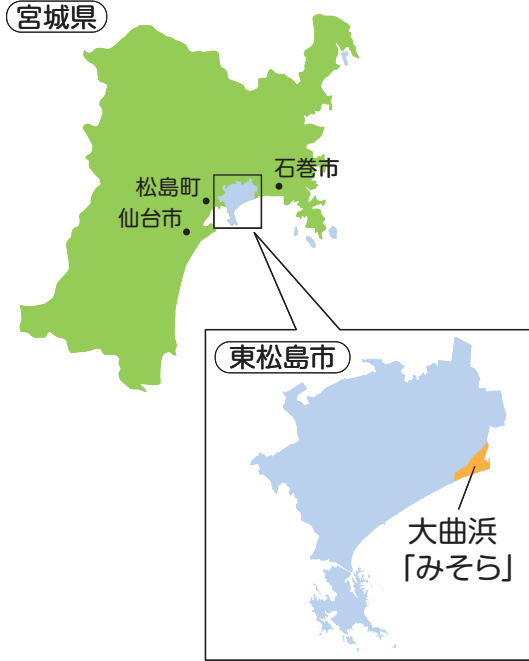 宮城県
石巻市
松島町
仙台市
東松島市
大曲浜
「みそら」